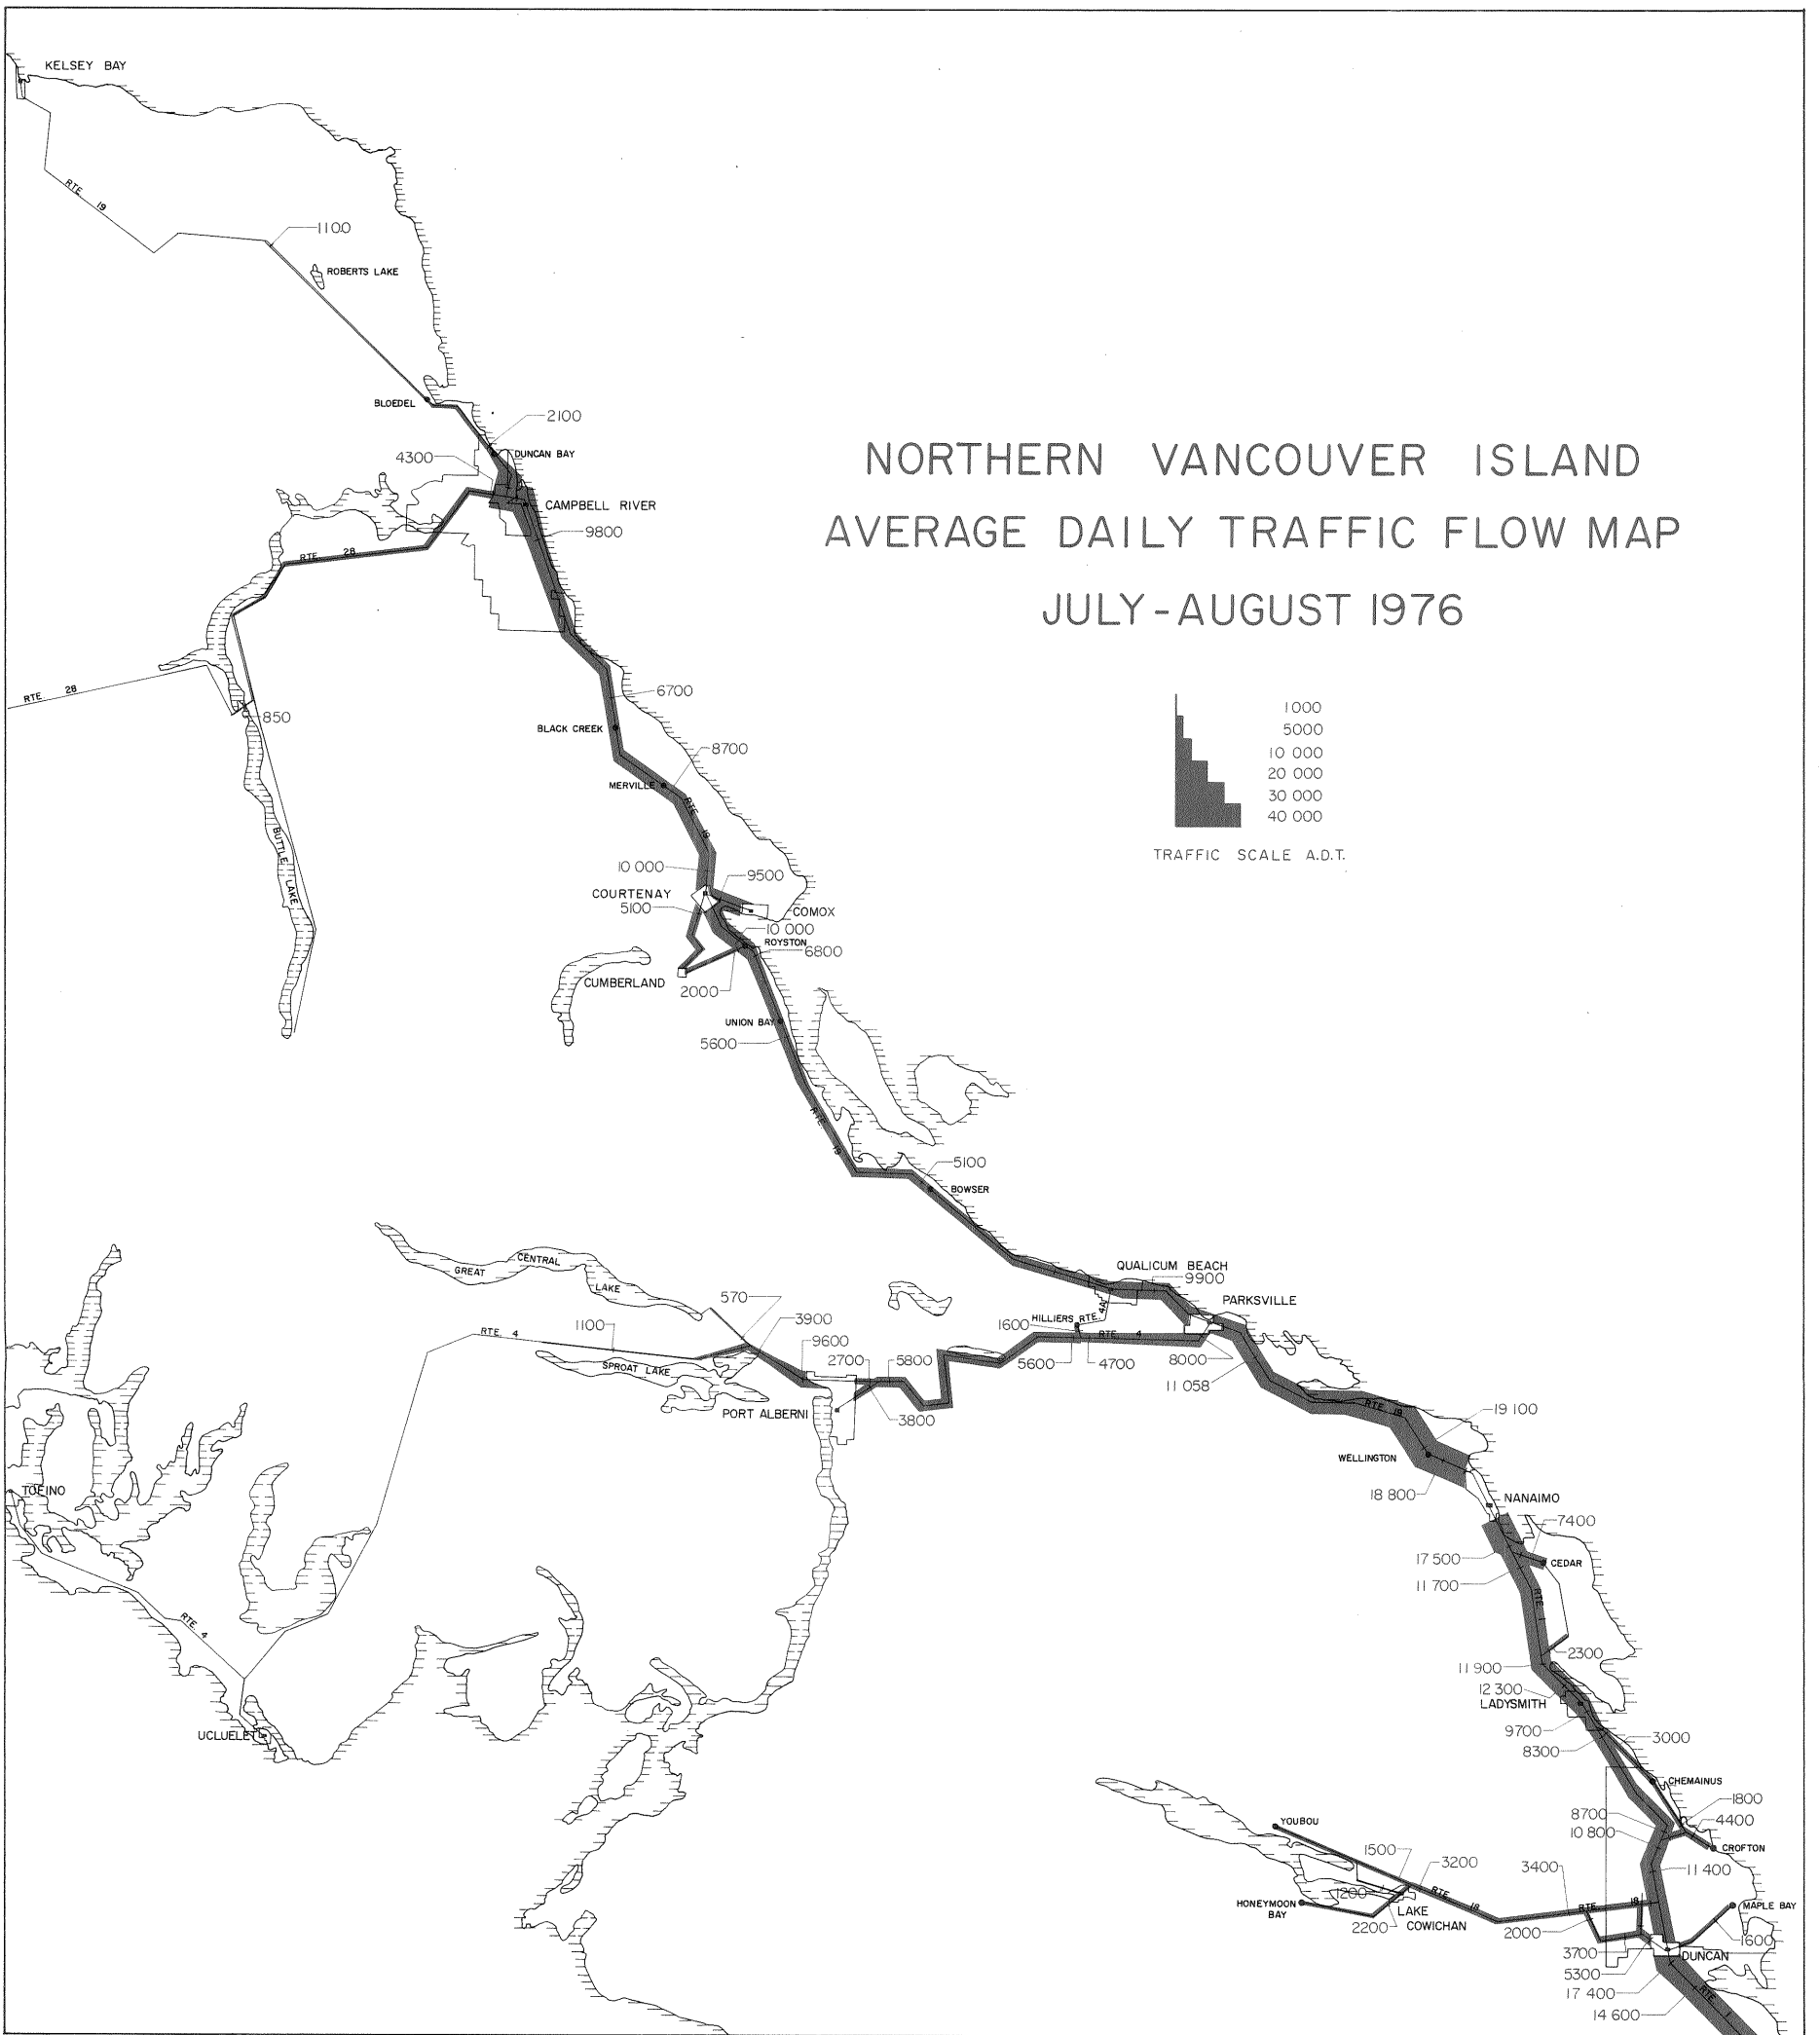 KELSEY BAY
RTE 19
1100
ROBERTS LAKE
BLOEDEL
2100
DUNCAN BAY
4300
CAMPBELL RIVER
9800
RTE. 28
RTE. 28
850
BUTTLE LAKE
NORTHERN VANCOUVER ISLAND
AVERAGE DAILY TRAFFIC FLOW MAP
JULY-AUGUST 1976
1000
5000
10 000
20 000
30 000
40 000
TRAFFIC SCALE A.D.T.
6700
BLACK CREEK
8700
MERVILLE
RTE. 19
10 000
9500
COURTENAY
5100
COMOX
10 000
ROYSTON
6800
CUMBERLAND
2000
UNION BAY
5600
RTE. 19
5100
BOWSER
GREAT CENTRAL LAKE
QUALICUM BEACH
9900
PARKSVILLE
HILLIERS
RTE. 4A
1600
RTE. 4
5600
4700
8000
11 058
570
3900
1100
RTE. 4
9600
SPROAT LAKE
2700
5800
PORT ALBERNI
3800
RTE. 19
19 100
WELLINGTON
18 800
NANAIMO
7400
17 500
CEDAR
11 700
RTE. 1
2300
11 900
12 300
LADYSMITH
9700
8300
3000
CHEMAINUS
1800
8700
4400
10 800
CROFTON
11 400
TOFINO
RTE. 4
UCLUELET
YOUBOU
1500
3200
3400
RTE. 18
RTE. 18
1200
HONEYMOON
BAY
LAKE
COWICHAN
2200
2000
MAPLE BAY
1600
3700
DUNCAN
5300
17 400
14 600
RTE. 1